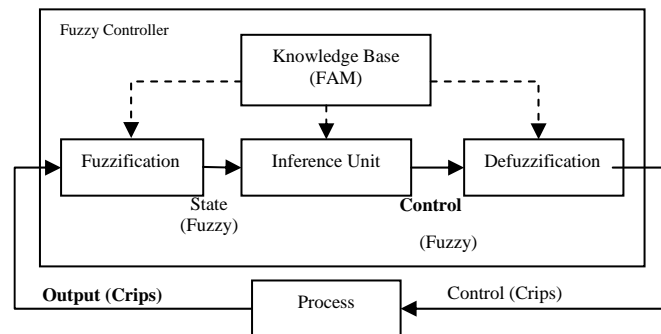 Fuzzy Controller
Knowledge Base
(FAM)
Fuzzification
Inference Unit
Defuzzification
State
(Fuzzy)
Control
(Fuzzy)
Output (Crips)
Process
Control (Crips)